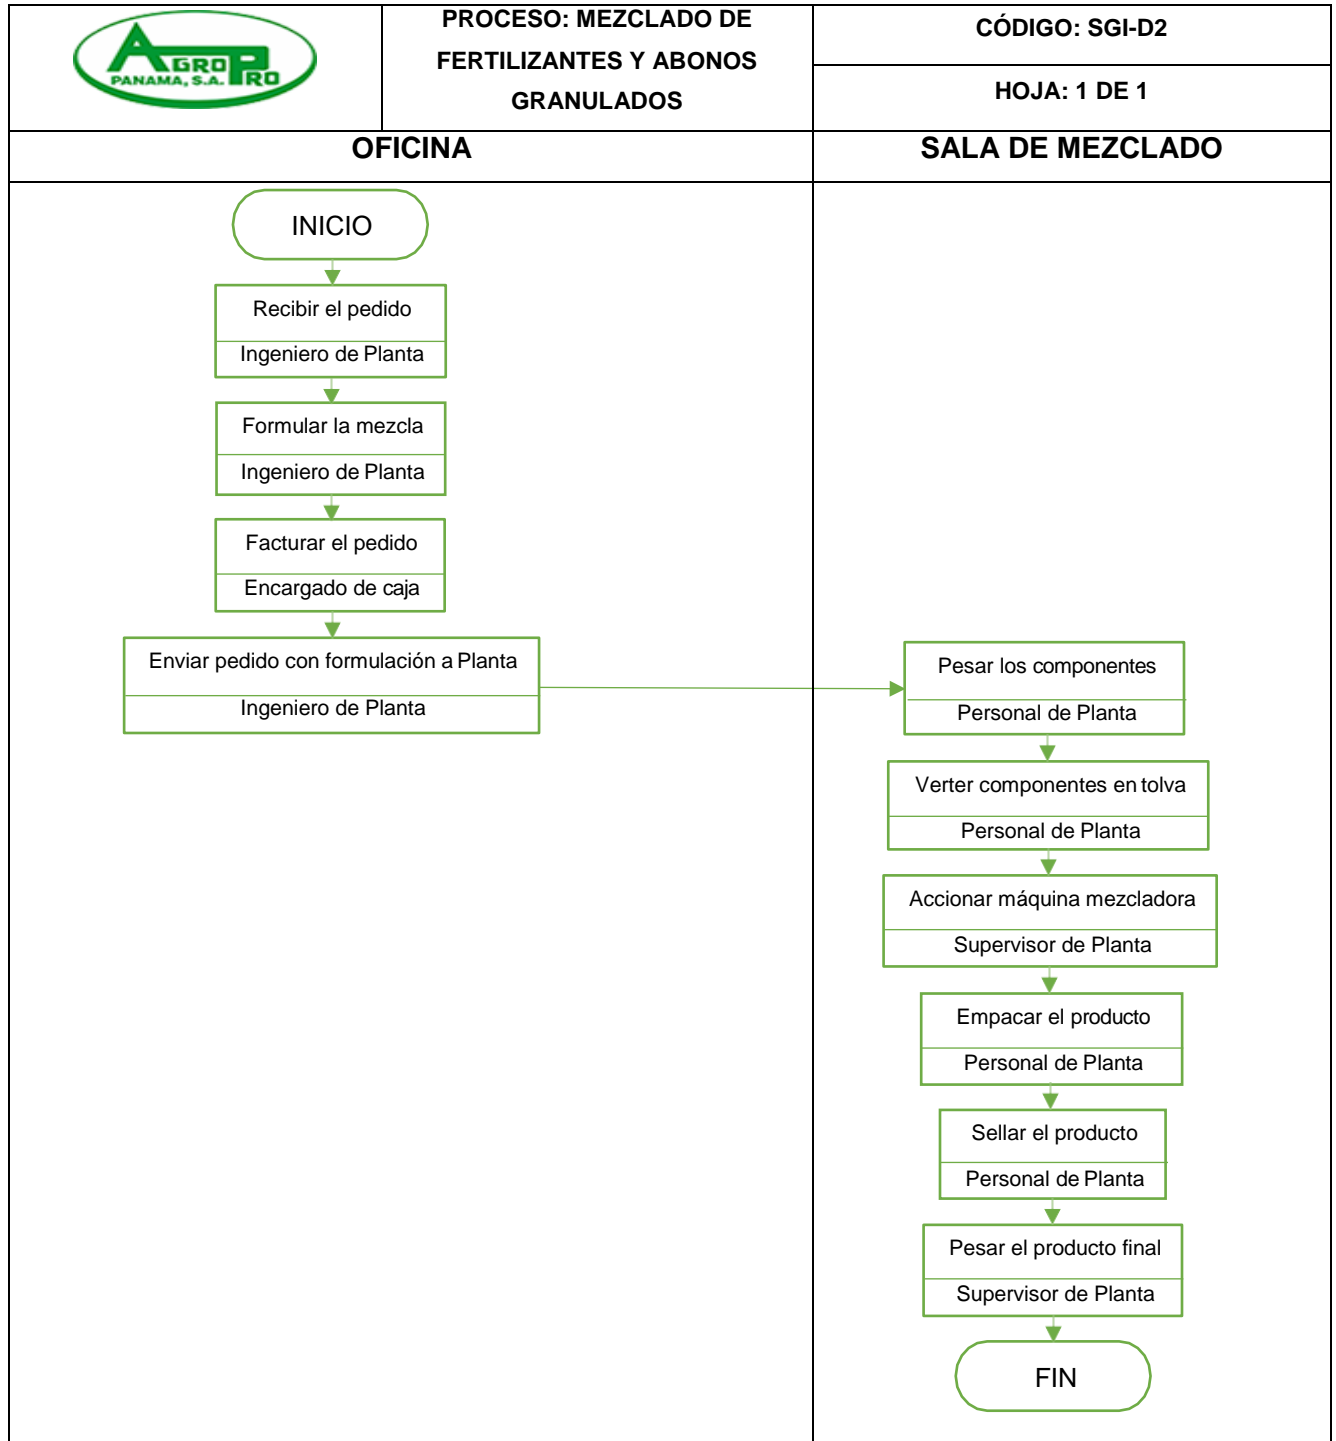 AGRO PRO
PANAMA, S.A.
PROCESO: MEZCLADO DE
FERTILIZANTES Y ABONOS
GRANULADOS
CÓDIGO: SGI-D2
HOJA: 1 DE 1
OFICINA
SALA DE MEZCLADO
INICIO
Recibir el pedido
Ingeniero de Planta
Formular la mezcla
Ingeniero de Planta
Facturar el pedido
Encargado de caja
Enviar pedido con formulación a Planta
Ingeniero de Planta
Pesar los componentes
Personal de Planta
Verter componentes en tolva
Personal de Planta
Accionar máquina mezcladora
Supervisor de Planta
Empacar el producto
Personal de Planta
Sellar el producto
Personal de Planta
Pesar el producto final
Supervisor de Planta
FIN